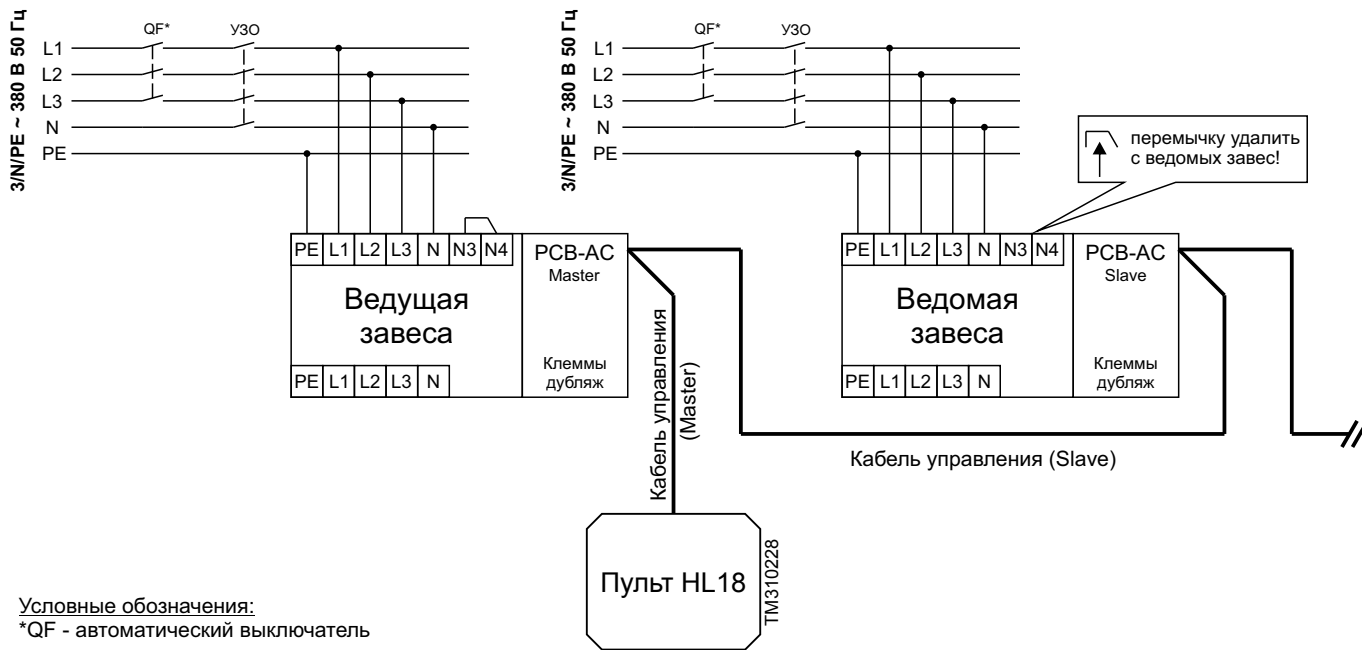 3/N/PE ~ 380 В 50 Гц
QF*
УЗО
L1
L2
L3
N
PE
3/N/PE ~ 380 В 50 Гц
QF*
УЗО
L1
L2
L3
N
PE
перемычку удалить
с ведомых завес!
PE L1 L2 L3 N N3 N4
PCB-AC
Master
Ведущая
завеса
Клеммы
дубляж
PE L1 L2 L3 N
PE L1 L2 L3 N N3 N4
PCB-AC
Slave
Ведомая
завеса
Клеммы
дубляж
PE L1 L2 L3 N
Кабель управления
(Master)
Кабель управления (Slave)
Пульт HL18
TM310228
Условные обозначения:
*QF - автоматический выключатель